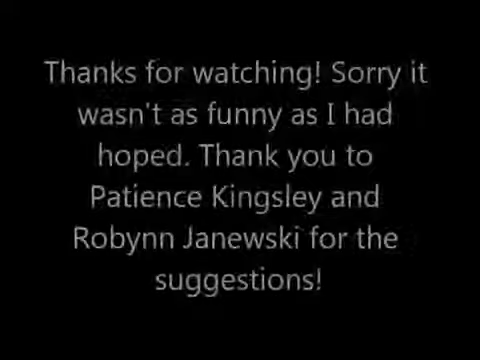 Thanks for watching! Sorry it
wasn't as funny as I had
hoped. Thank you to
Patience Kingsley and
Robynn Janewski for the
suggestions!